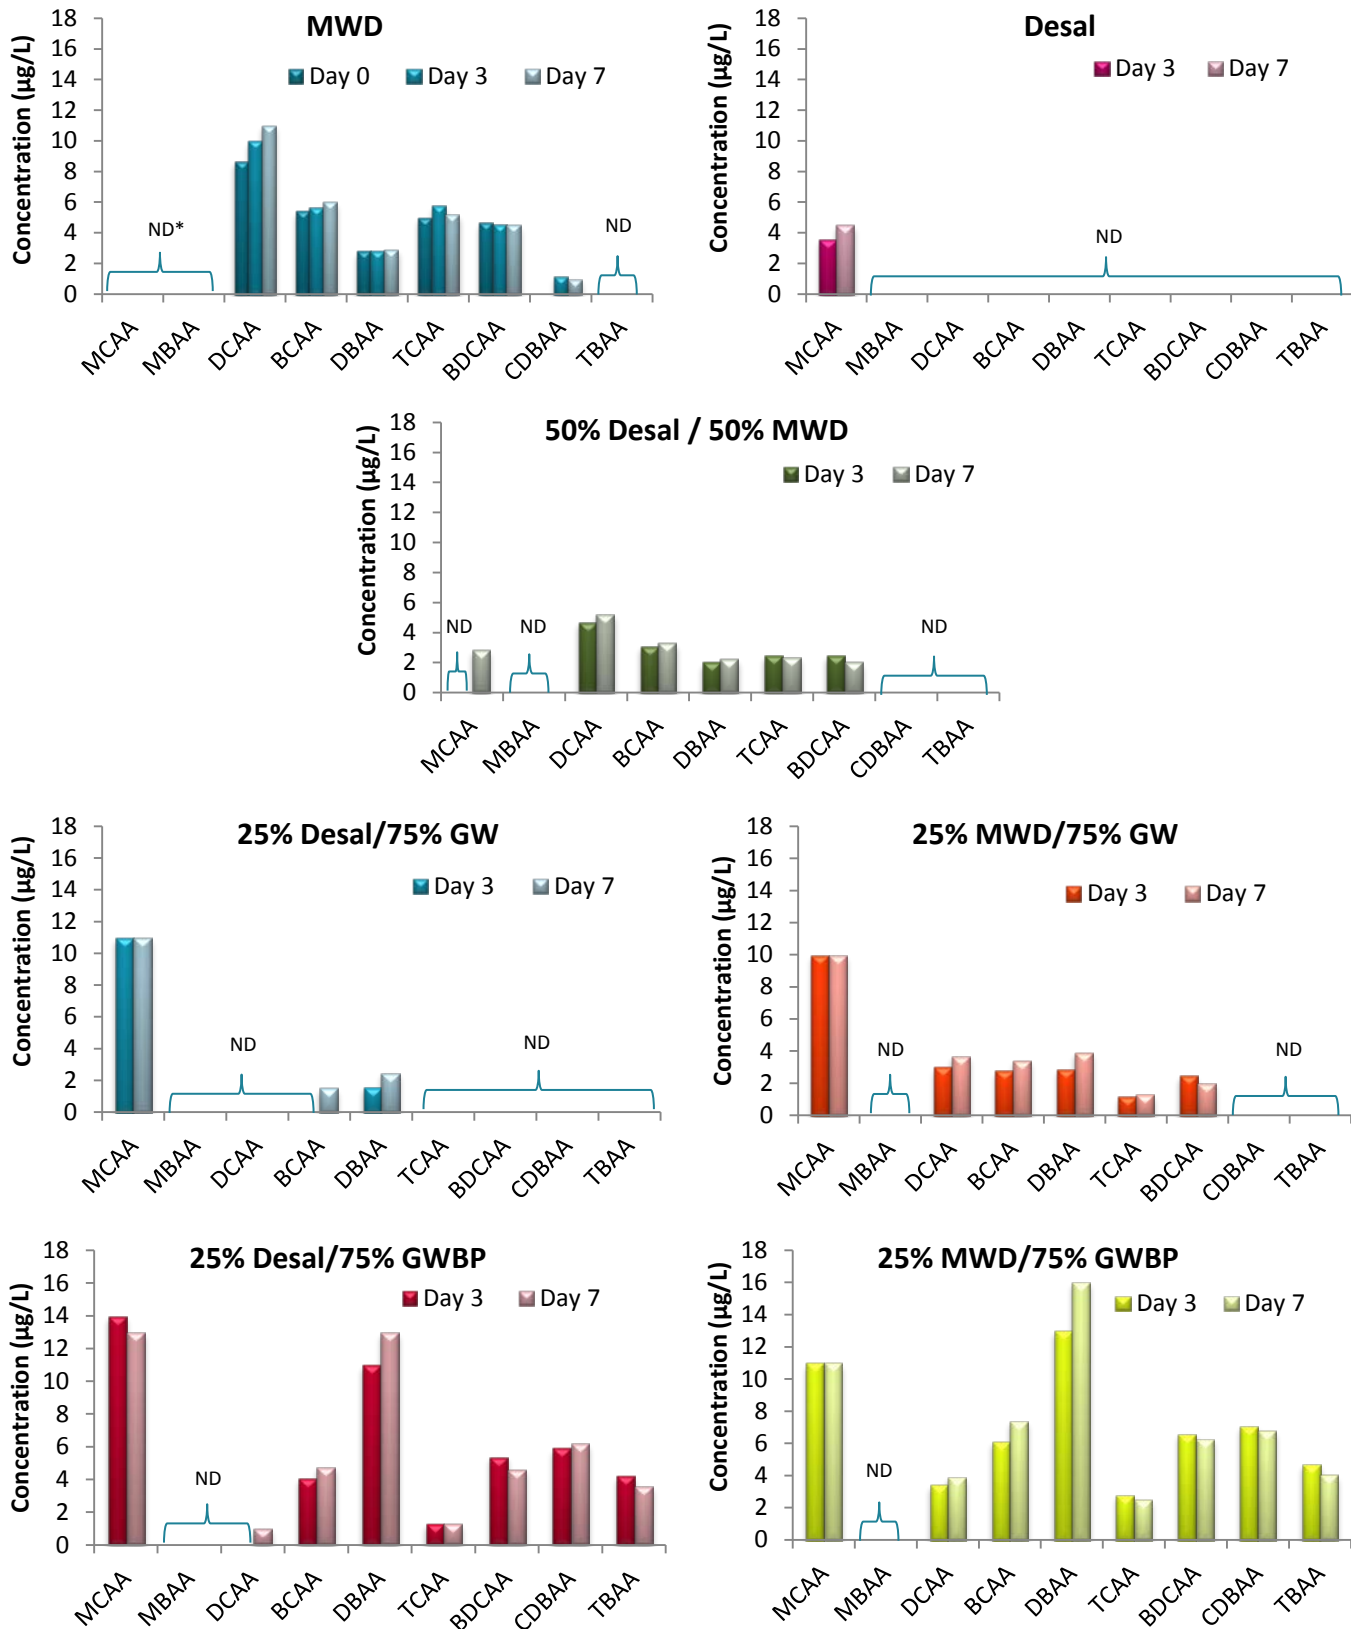 MWD
Concentration (µg/L)
18
16
14
12
10
8
6
4
2
0
Day 0 Day 3 Day 7
ND*
ND
MCAA MBAA DCAA BCAA DBAA TCAA BDCAA CDBAA TBAA
Desal
Concentration (µg/L)
18
16
14
12
10
8
6
4
2
0
Day 3 Day 7
ND
MCAA MBAA DCAA BCAA DBAA TCAA BDCAA CDBAA TBAA
50% Desal / 50% MWD
Concentration (µg/L)
18
16
14
12
10
8
6
4
2
0
Day 3 Day 7
ND ND ND
MCAA MBAA DCAA BCAA DBAA TCAA BDCAA CDBAA TBAA
25% Desal/75% GW
Concentration (µg/L)
18
16
14
12
10
8
6
4
2
0
Day 3 Day 7
ND ND
MCAA MBAA DCAA BCAA DBAA TCAA BDCAA CDBAA TBAA
25% MWD/75% GW
Concentration (µg/L)
18
16
14
12
10
8
6
4
2
0
Day 3 Day 7
ND ND
MCAA MBAA DCAA BCAA DBAA TCAA BDCAA CDBAA TBAA
25% Desal/75% GWBP
Concentration (µg/L)
18
16
14
12
10
8
6
4
2
0
Day 3 Day 7
ND
MCAA MBAA DCAA BCAA DBAA TCAA BDCAA CDBAA TBAA
25% MWD/75% GWBP
Concentration (µg/L)
18
16
14
12
10
8
6
4
2
0
Day 3 Day 7
ND
MCAA MBAA DCAA BCAA DBAA TCAA BDCAA CDBAA TBAA